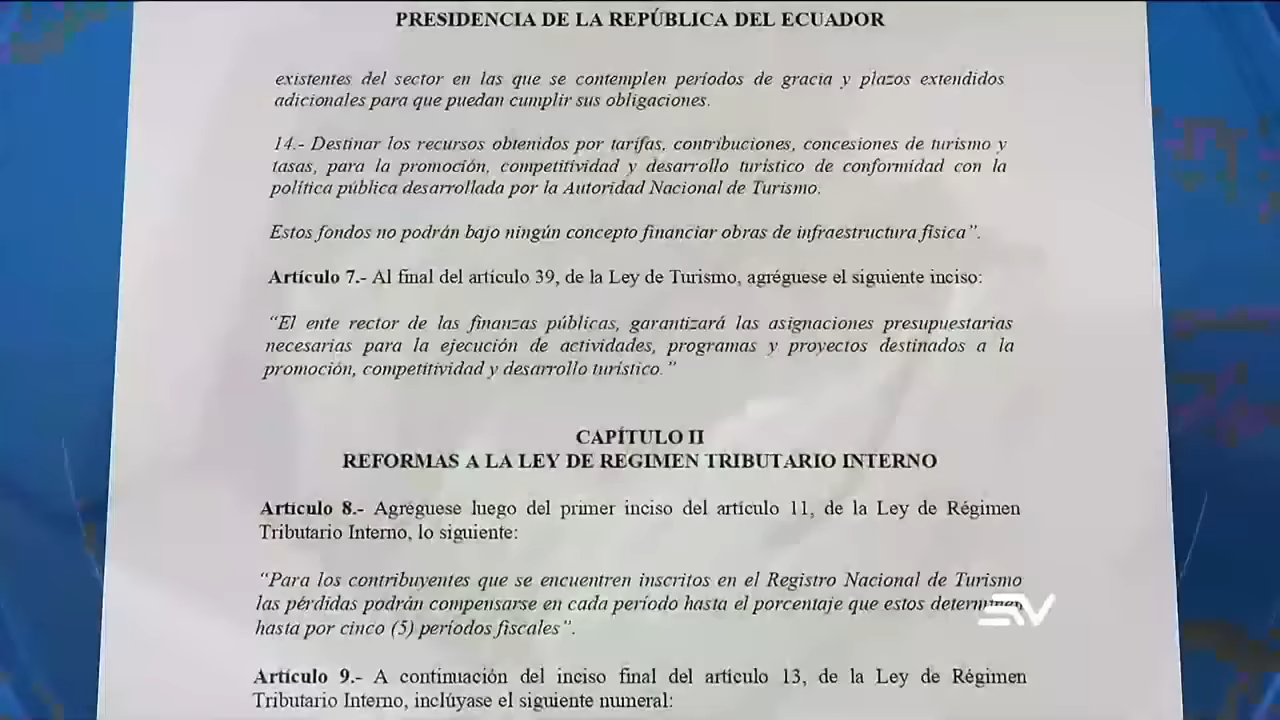 PRESIDENCIA DE LA REPÚBLICA DEL ECUADOR
existentes del sector en las que se contemplen períodos de gracia y plazos extendidos
adicionales para que puedan cumplir sus obligaciones.
14.- Destinar los recursos obtenidos por tarifas, contribuciones, concesiones de turismo y
tasas, para la promoción, competitividad y desarrollo turístico de conformidad con la
política pública desarrollada por la Autoridad Nacional de Turismo.
Estos fondos no podrán bajo ningún concepto financiar obras de infraestructura física”.
Artículo 7.- Al final del artículo 39, de la Ley de Turismo, agréguese el siguiente inciso:
“El ente rector de las finanzas públicas, garantizará las asignaciones presupuestarias
necesarias para la ejecución de actividades, programas y proyectos destinados a la
promoción, competitividad y desarrollo turístico.”
CAPÍTULO II
REFORMAS A LA LEY DE REGIMEN TRIBUTARIO INTERNO
Artículo 8.- Agréguese luego del primer inciso del artículo 11, de la Ley de Régimen
Tributario Interno, lo siguiente:
“Para los contribuyentes que se encuentren inscritos en el Registro Nacional de Turismo
las pérdidas podrán compensarse en cada período hasta el porcentaje que estos determinen
hasta por cinco (5) períodos fiscales”.
Artículo 9.- A continuación del inciso final del artículo 13, de la Ley de Régimen
Tributario Interno, inclúyase el siguiente numeral: